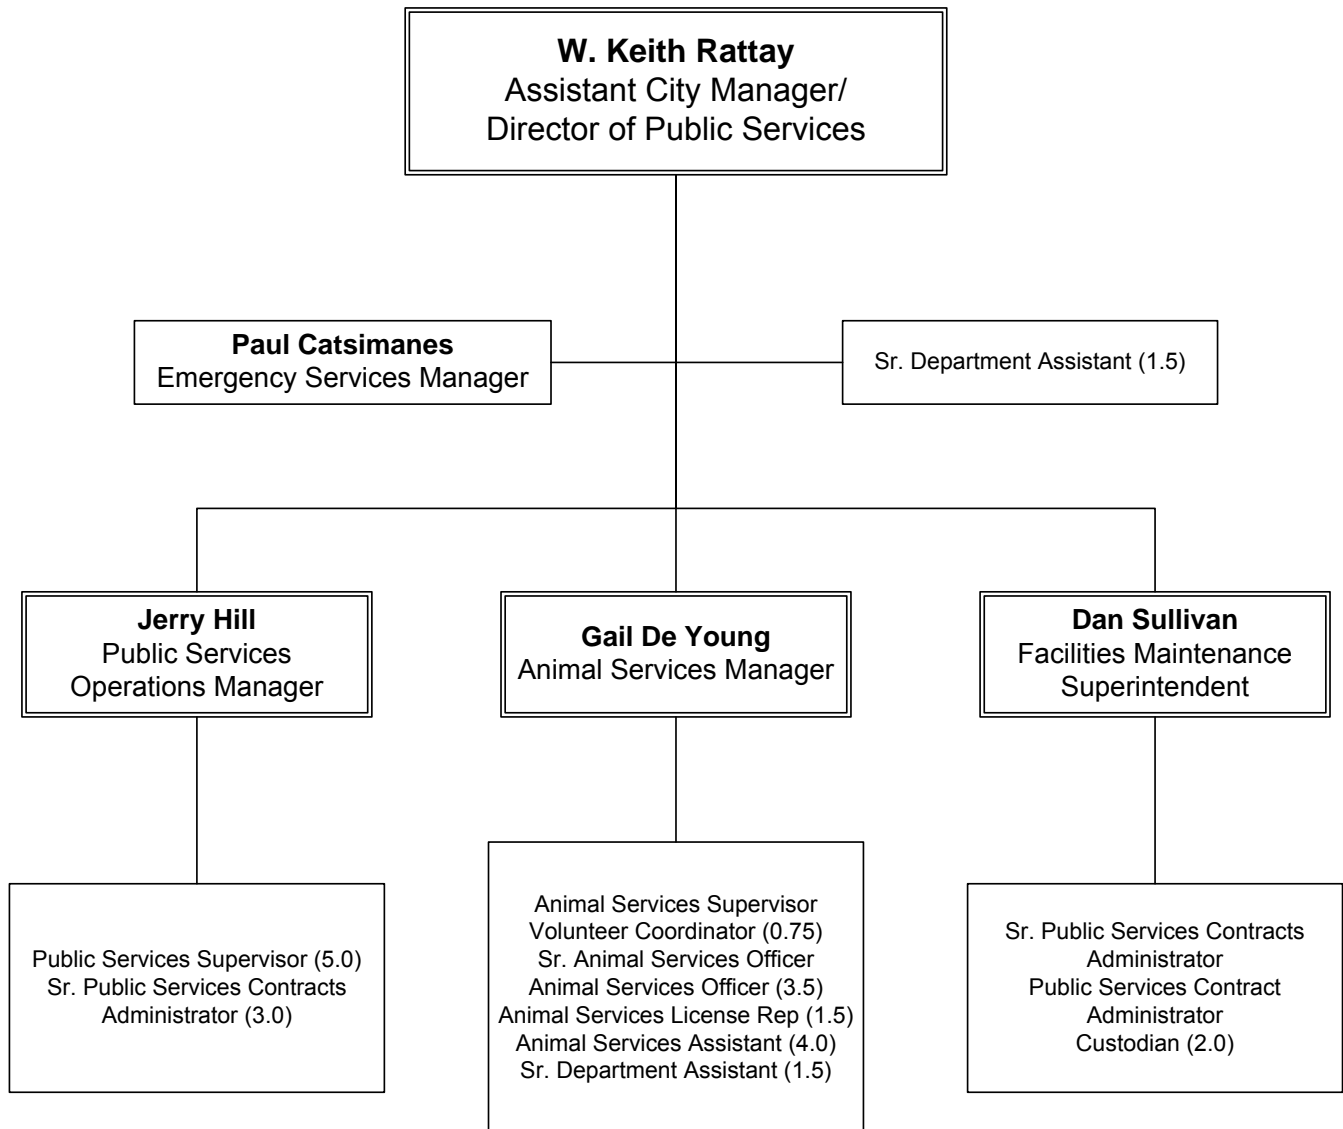 W. Keith Rattay
Assistant City Manager/
Director of Public Services
Paul Catsimanes
Emergency Services Manager
Sr. Department Assistant (1.5)
Jerry Hill
Public Services
Operations Manager
Gail De Young
Animal Services Manager
Dan Sullivan
Facilities Maintenance
Superintendent
Public Services Supervisor (5.0)
Sr. Public Services Contracts
Administrator (3.0)
Animal Services Supervisor
Volunteer Coordinator (0.75)
Sr. Animal Services Officer
Animal Services Officer (3.5)
Animal Services License Rep (1.5)
Animal Services Assistant (4.0)
Sr. Department Assistant (1.5)
Sr. Public Services Contracts
Administrator
Public Services Contract
Administrator
Custodian (2.0)